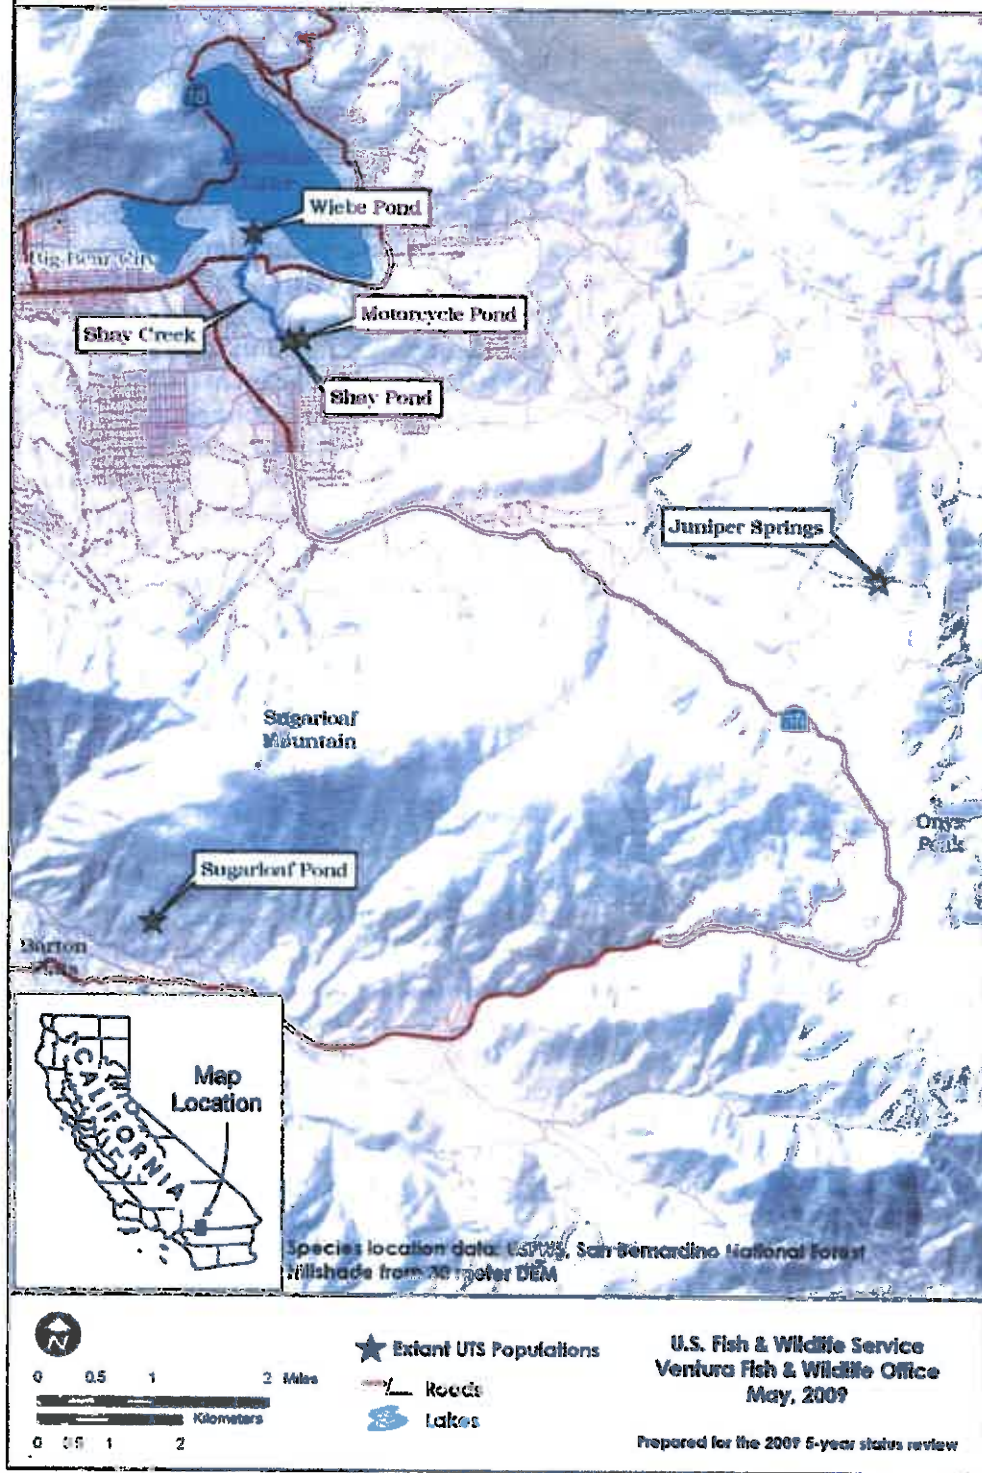 Wiebe Pond
Big Bear City
Motorcycle Pond
Shay Creek
Shay Pond
Juniper Springs
Sugarloaf
Mountain
Onyx
Peak
Sugarloaf Pond
Barton
CALIFORNIA
Map
Location
Species location data: USFWS, San Bernardino National Forest
Hillshade from 30 meter DEM
N
0 0.5 1 2 Miles
Kilometers
0 0.5 1 2
Extant UTS Populations
Roads
Lakes
U.S. Fish & Wildlife Service
Ventura Fish & Wildlife Office
May, 2009
Prepared for the 2009 5-year status review